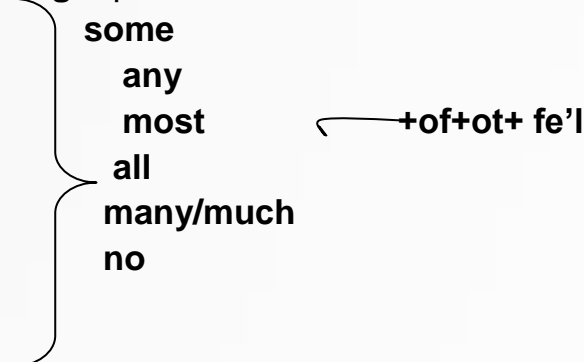 some
any
most +of+ot+ fe’l
all
many/much
no